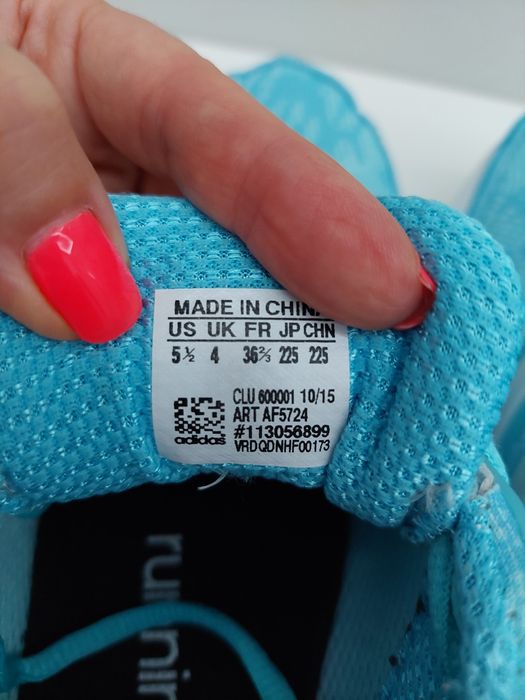 MADE IN CHINA
US UK FR JP CHN
5½ 4 36⅔ 225 225
CLU 600001 10/15
ART AF5724
#113056899
adidas
VRDQDNHF00173